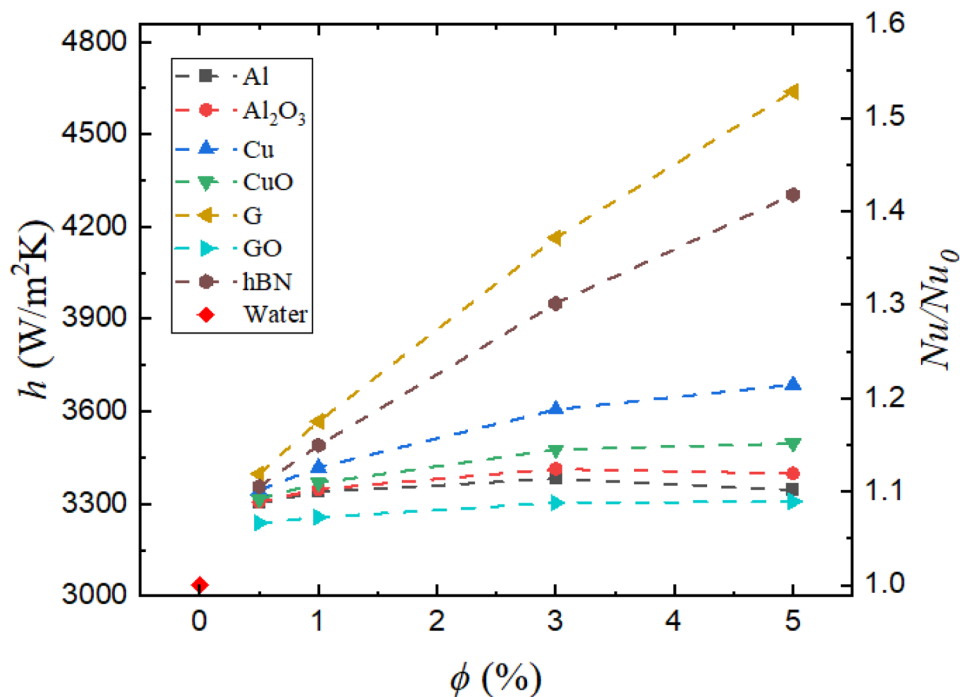 4800
4500
4200
3900
3600
3300
3000
h (W/m²K)
Al
Al₂O₃
Cu
CuO
G
GO
hBN
Water
1.6
1.5
1.4
1.3
1.2
1.1
1.0
Nu/Nu₀
0 1 2 3 4 5
ϕ (%)